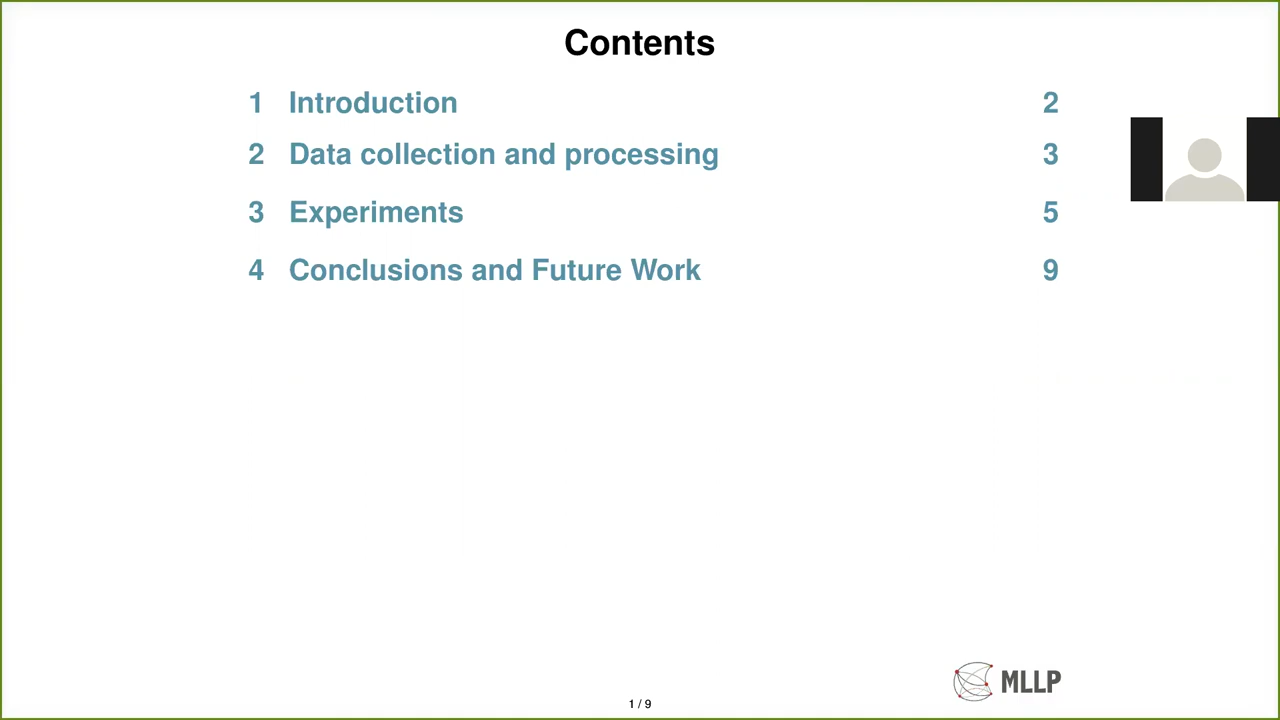 Contents
1 Introduction 2
2 Data collection and processing 3
3 Experiments 5
4 Conclusions and Future Work 9
MLLP
1 / 9